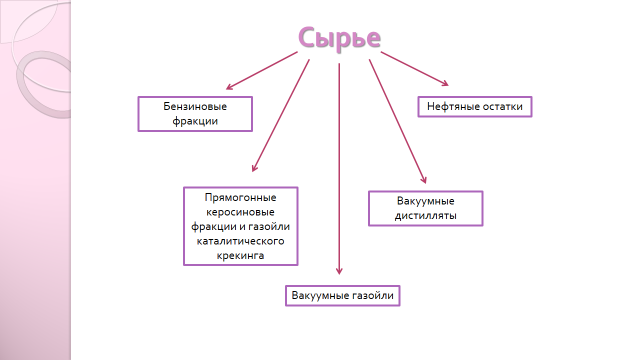 Сырье
Бензиновые
фракции
Нефтяные остатки
Прямогонные
керосиновые
фракции и газойли
каталитического
крекинга
Вакуумные
дистилляты
Вакуумные газойли